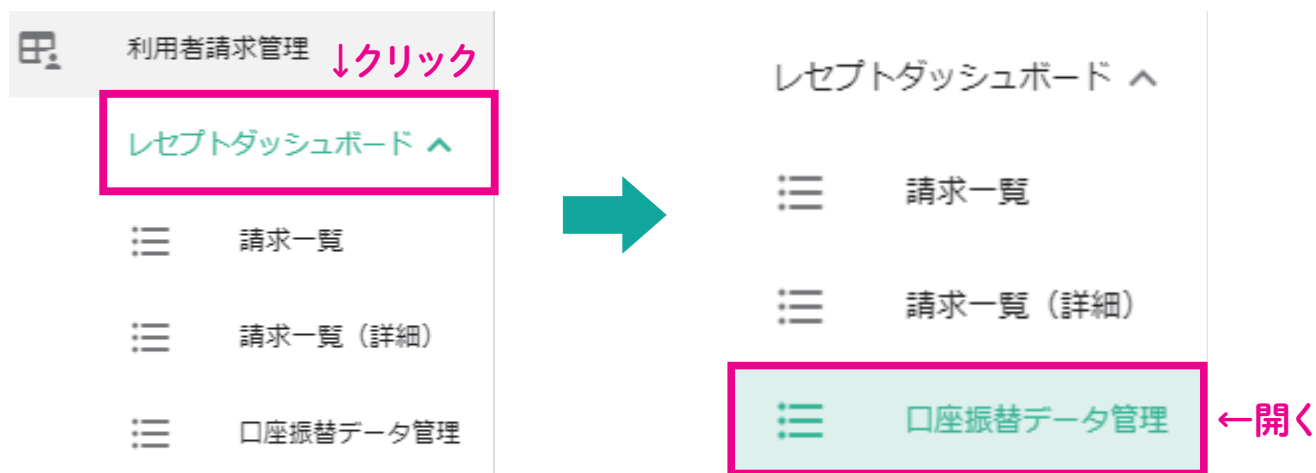 利用者請求管理
↓クリック
レセプトダッシュボード
請求一覧
請求一覧（詳細）
口座振替データ管理
レセプトダッシュボード
請求一覧
請求一覧（詳細）
口座振替データ管理
←開く